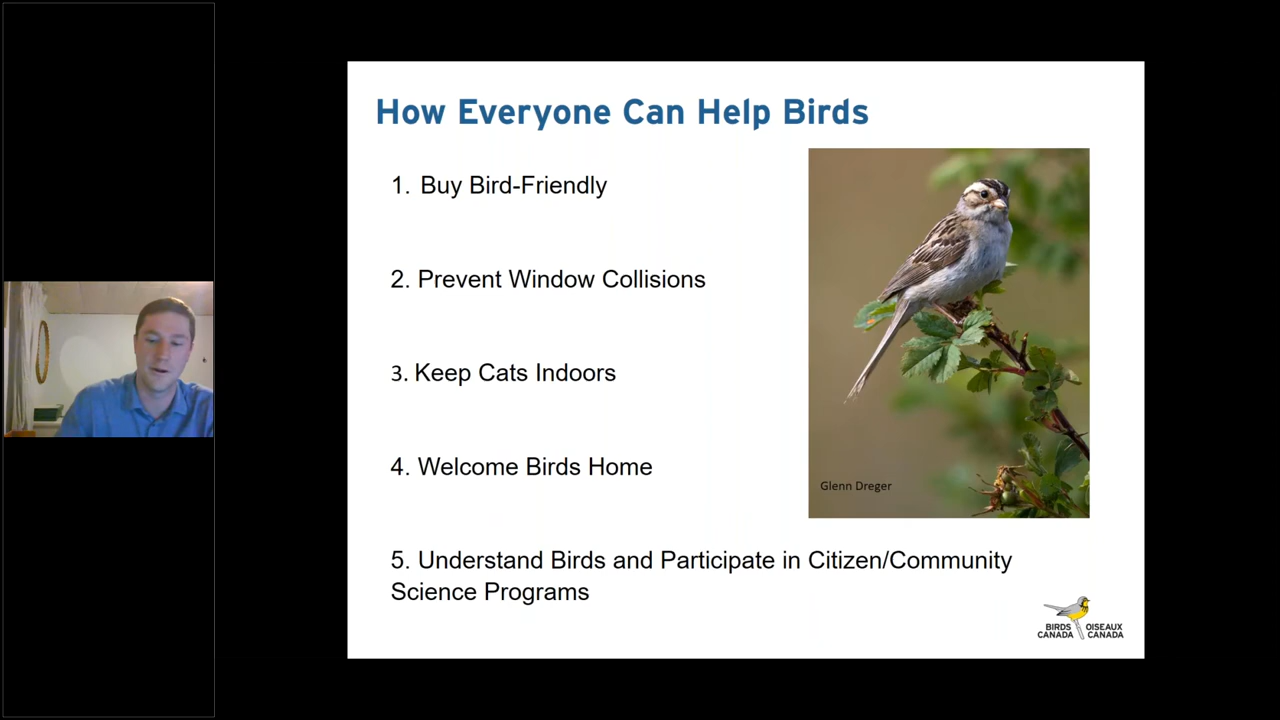 How Everyone Can Help Birds
1. Buy Bird-Friendly
2. Prevent Window Collisions
3. Keep Cats Indoors
4. Welcome Birds Home
Glenn Dreger
5. Understand Birds and Participate in Citizen/Community
Science Programs
BIRDS OISEAUX
CANADA CANADA